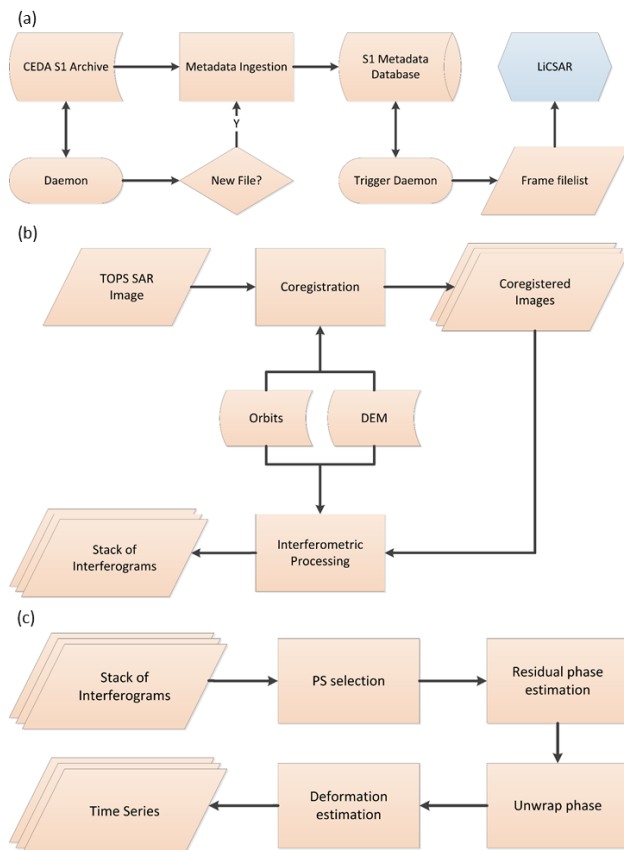 (a)
CEDA S1 Archive
Metadata Ingestion
S1 Metadata
Database
LiCSAR
Y
Daemon
New File?
Trigger Daemon
Frame filelist
(b)
TOPS SAR
Image
Coregistration
Coregistered
Images
Orbits
DEM
Stack of
Interferograms
Interferometric
Processing
(c)
Stack of
Interferograms
PS selection
Residual phase
estimation
Time Series
Deformation
estimation
Unwrap phase